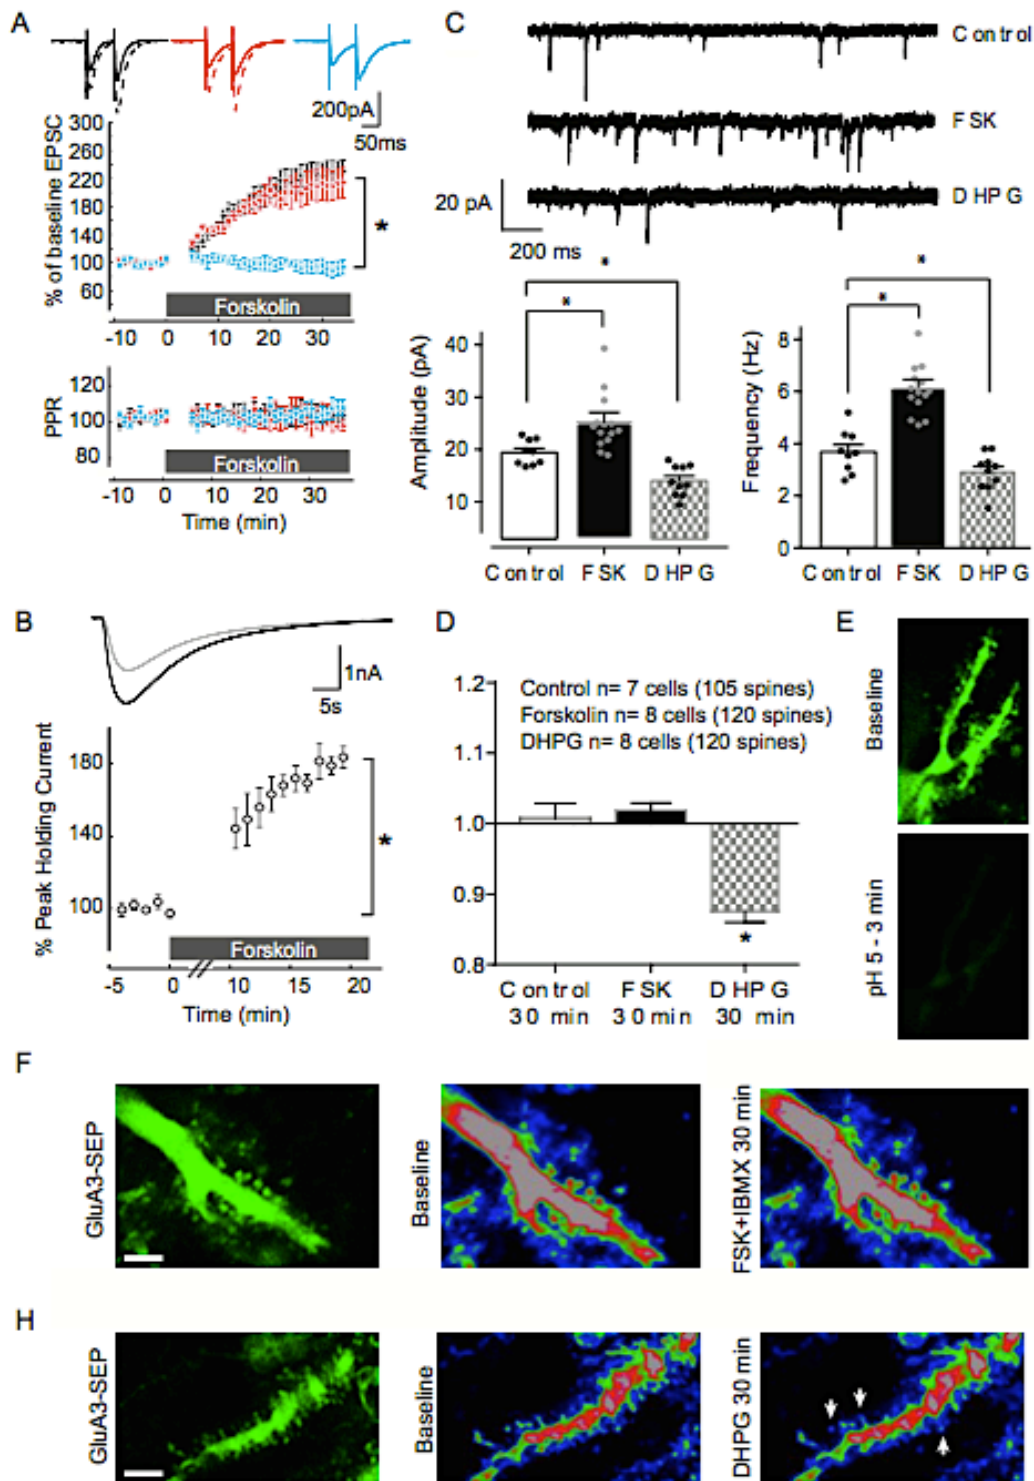 A
200pA
50ms
% of baseline EPSC
300
260
220
180
140
100
60
Forskolin
-10 0 10 20 30
PPR
120
100
80
Forskolin
-10 0 10 20 30
Time (min)
C
Control
FSK
DHPG
20 pA
200 ms
*
*
Amplitude (pA)
40
30
20
10
Control FSK DHPG
*
*
Frequency (Hz)
8
6
4
2
0
Control FSK DHPG
*
B
1nA
5s
% Peak Holding Current
180
140
100
*
Forskolin
-5 0 10 15 20
Time (min)
D
Control n= 7 cells (105 spines)
Forskolin n= 8 cells (120 spines)
DHPG n= 8 cells (120 spines)
1.2
1.1
1.0
0.9
0.8
*
Control FSK DHPG
30 min 30 min 30 min
E
Baseline
pH 5 - 3 min
F
GluA3-SEP
Baseline
FSK+IBMX 30 min
H
GluA3-SEP
Baseline
DHPG 30 min